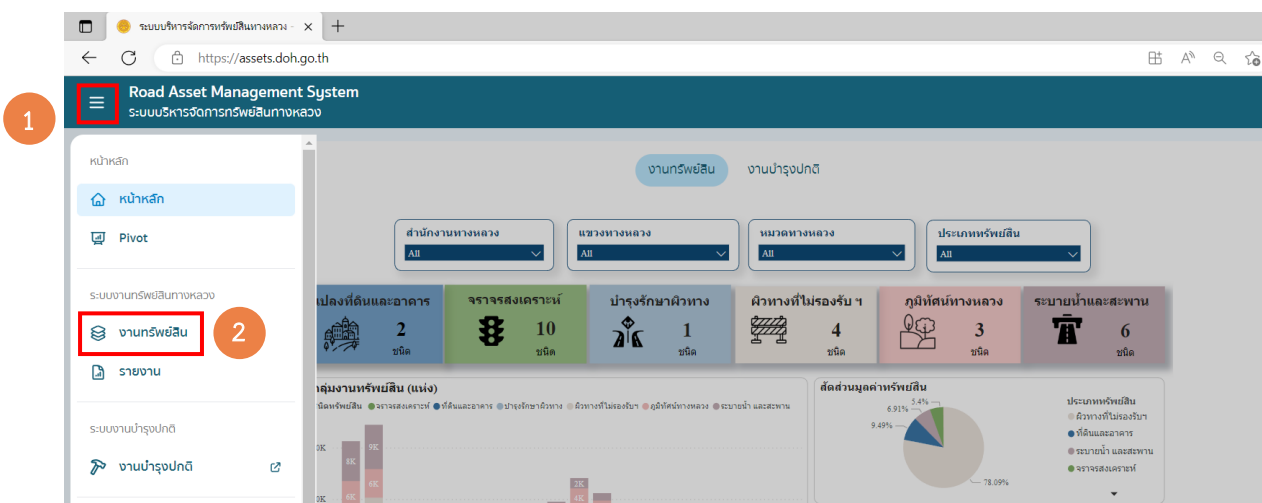 ระบบบริหารจัดการทรัพย์สินทางหลวง -
https://assets.doh.go.th
Road Asset Management System
ระบบบริหารจัดการทรัพย์สินทางหลวง
1
หน้าหลัก
หน้าหลัก
Pivot
ระบบงานทรัพย์สินทางหลวง
งานทรัพย์สิน
2
รายงาน
ระบบงานบำรุงปกติ
งานบำรุงปกติ
งานทรัพย์สิน งานบำรุงปกติ
สำนักงานทางหลวง แขวงทางหลวง หมวดทางหลวง ประเภททรัพย์สิน
All All All All
แปลงที่ดินและอาคาร จราจรสงเคราะห์ บำรุงรักษาผิวทาง ผิวทางที่ไม่รองรับ ฯ ภูมิทัศน์ทางหลวง ระบายน้ำและสะพาน
2 10 1 4 3 6
ชนิด ชนิด ชนิด ชนิด ชนิด ชนิด
กลุ่มงานทรัพย์สิน (แห่ง)
ชนิดทรัพย์สิน จราจรสงเคราะห์ ที่ดินและอาคาร บำรุงรักษาผิวทาง ผิวทางที่ไม่รองรับฯ ภูมิทัศน์ทางหลวง ระบายน้ำ และสะพาน
0K
9K
8K
6K
2K
4K
0K
6K
สัดส่วนมูลค่าทรัพย์สิน
5.4%
6.91%
9.49%
78.09%
ประเภททรัพย์สิน
ผิวทางที่ไม่รองรับฯ
ที่ดินและอาคาร
ระบายน้ำ และสะพาน
จราจรสงเคราะห์